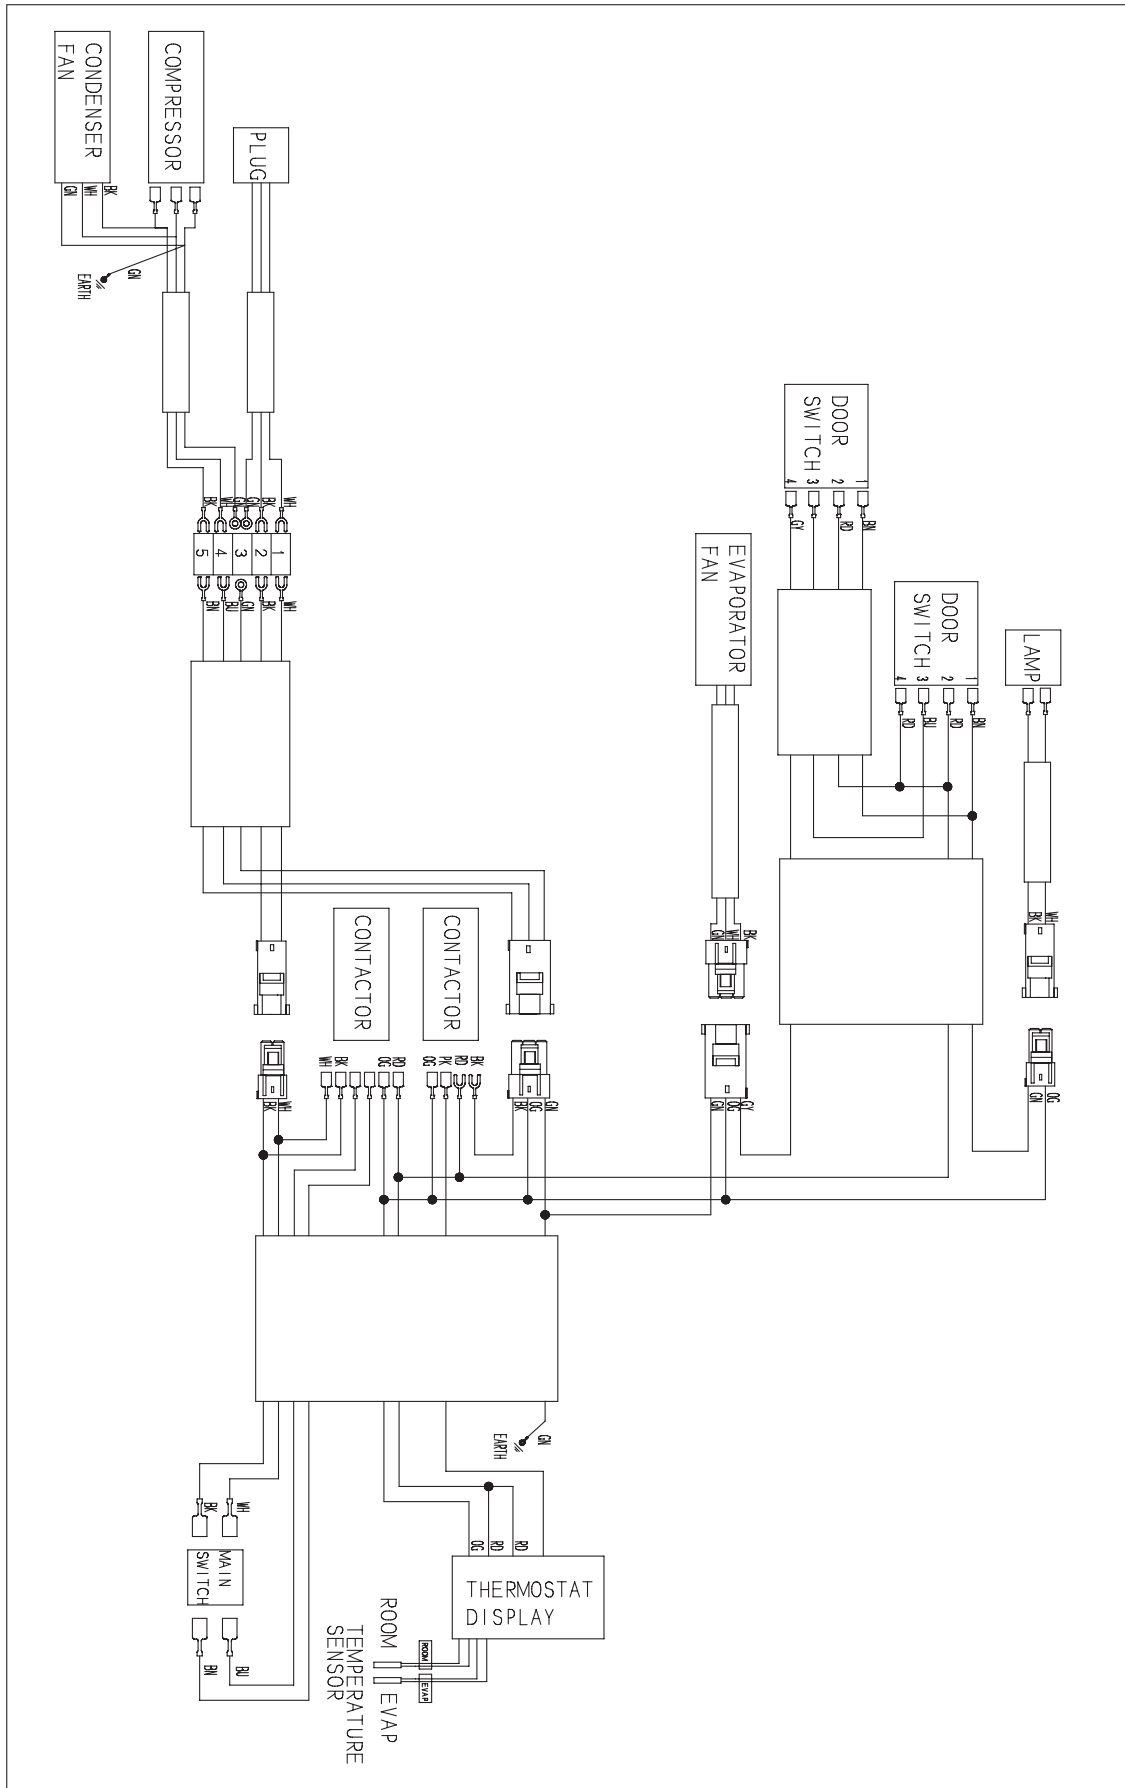 CONDENSER
FAN
COMPRESSOR
PLUG
GN
WH
BK
GN
EARTH
BK
WH
GN
GN
BK
WH
5
4
3
2
1
BN
BU
GN
BK
WH
DOOR
SWITCH
4
3
2
1
GY
RD
BN
EVAPORATOR
FAN
DOOR
SWITCH
4
3
2
1
RD
BU
RD
BN
LAMP
GN
WH
BK
BK
WH
CONTACTOR
CONTACTOR
WH
BK
OG
RD
OG
PK
RD
BK
BK
WH
BK
OG
GN
GN
OG
GY
GN
OG
GN
EARTH
BK
WH
MAIN
SWITCH
BN
BU
OG
RD
RD
THERMOSTAT
DISPLAY
ROOM
EVAP
ROOM
EVAP
TEMPERATURE
SENSOR